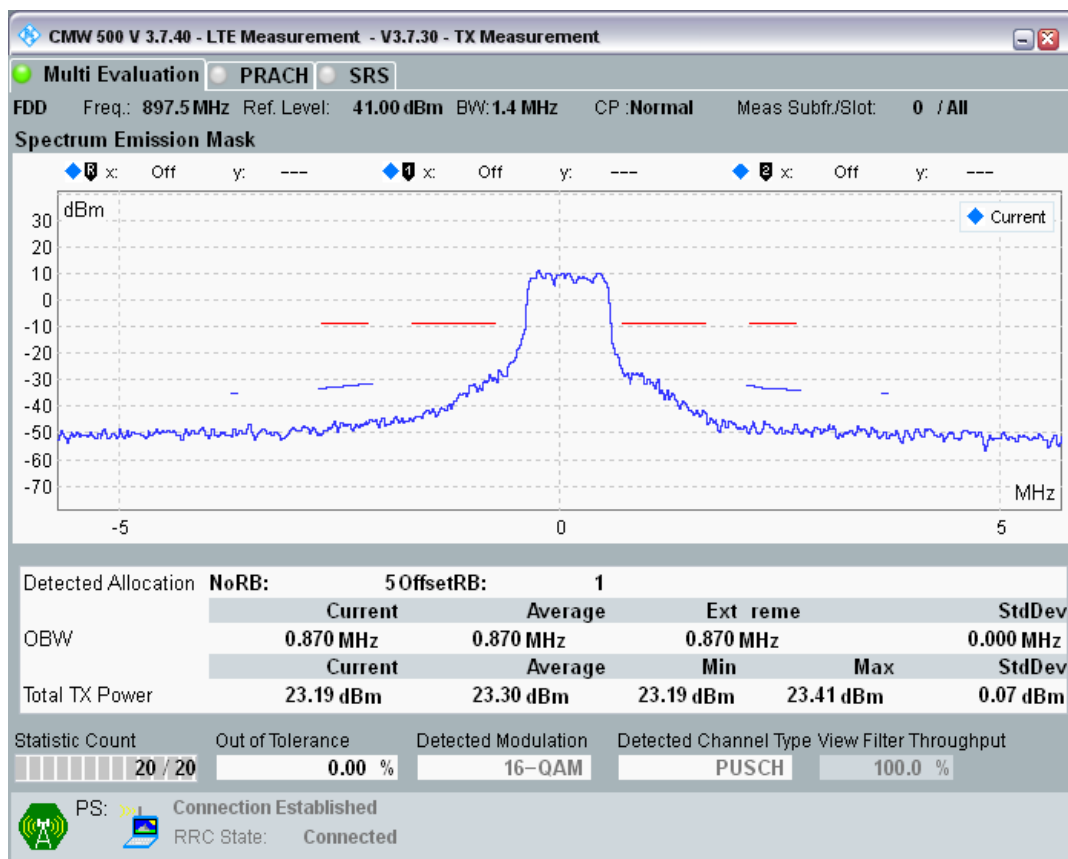 CMW 500 V 3.7.40 - LTE Measurement - V3.7.30 - TX Measurement
Multi Evaluation PRACH SRS
FDD Freq.: 897.5 MHz Ref. Level: 41.00 dBm BW: 1.4 MHz CP :Normal Meas Subfr./Slot: 0 / All
Spectrum Emission Mask
R x: Off y: --- 1 x: Off y: --- 2 x: Off y: ---
dBm
Current
30
20
10
0
-10
-20
-30
-40
-50
-60
-70
MHz
-5 0 5
Detected Allocation NoRB: 5 OffsetRB: 1
Current Average Ext reme StdDev
OBW 0.870 MHz 0.870 MHz 0.870 MHz 0.000 MHz
Current Average Min Max StdDev
Total TX Power 23.19 dBm 23.30 dBm 23.19 dBm 23.41 dBm 0.07 dBm
Statistic Count Out of Tolerance Detected Modulation Detected Channel Type View Filter Throughput
20 / 20 0.00 % 16-QAM PUSCH 100.0 %
PS: Connection Established
RRC State: Connected